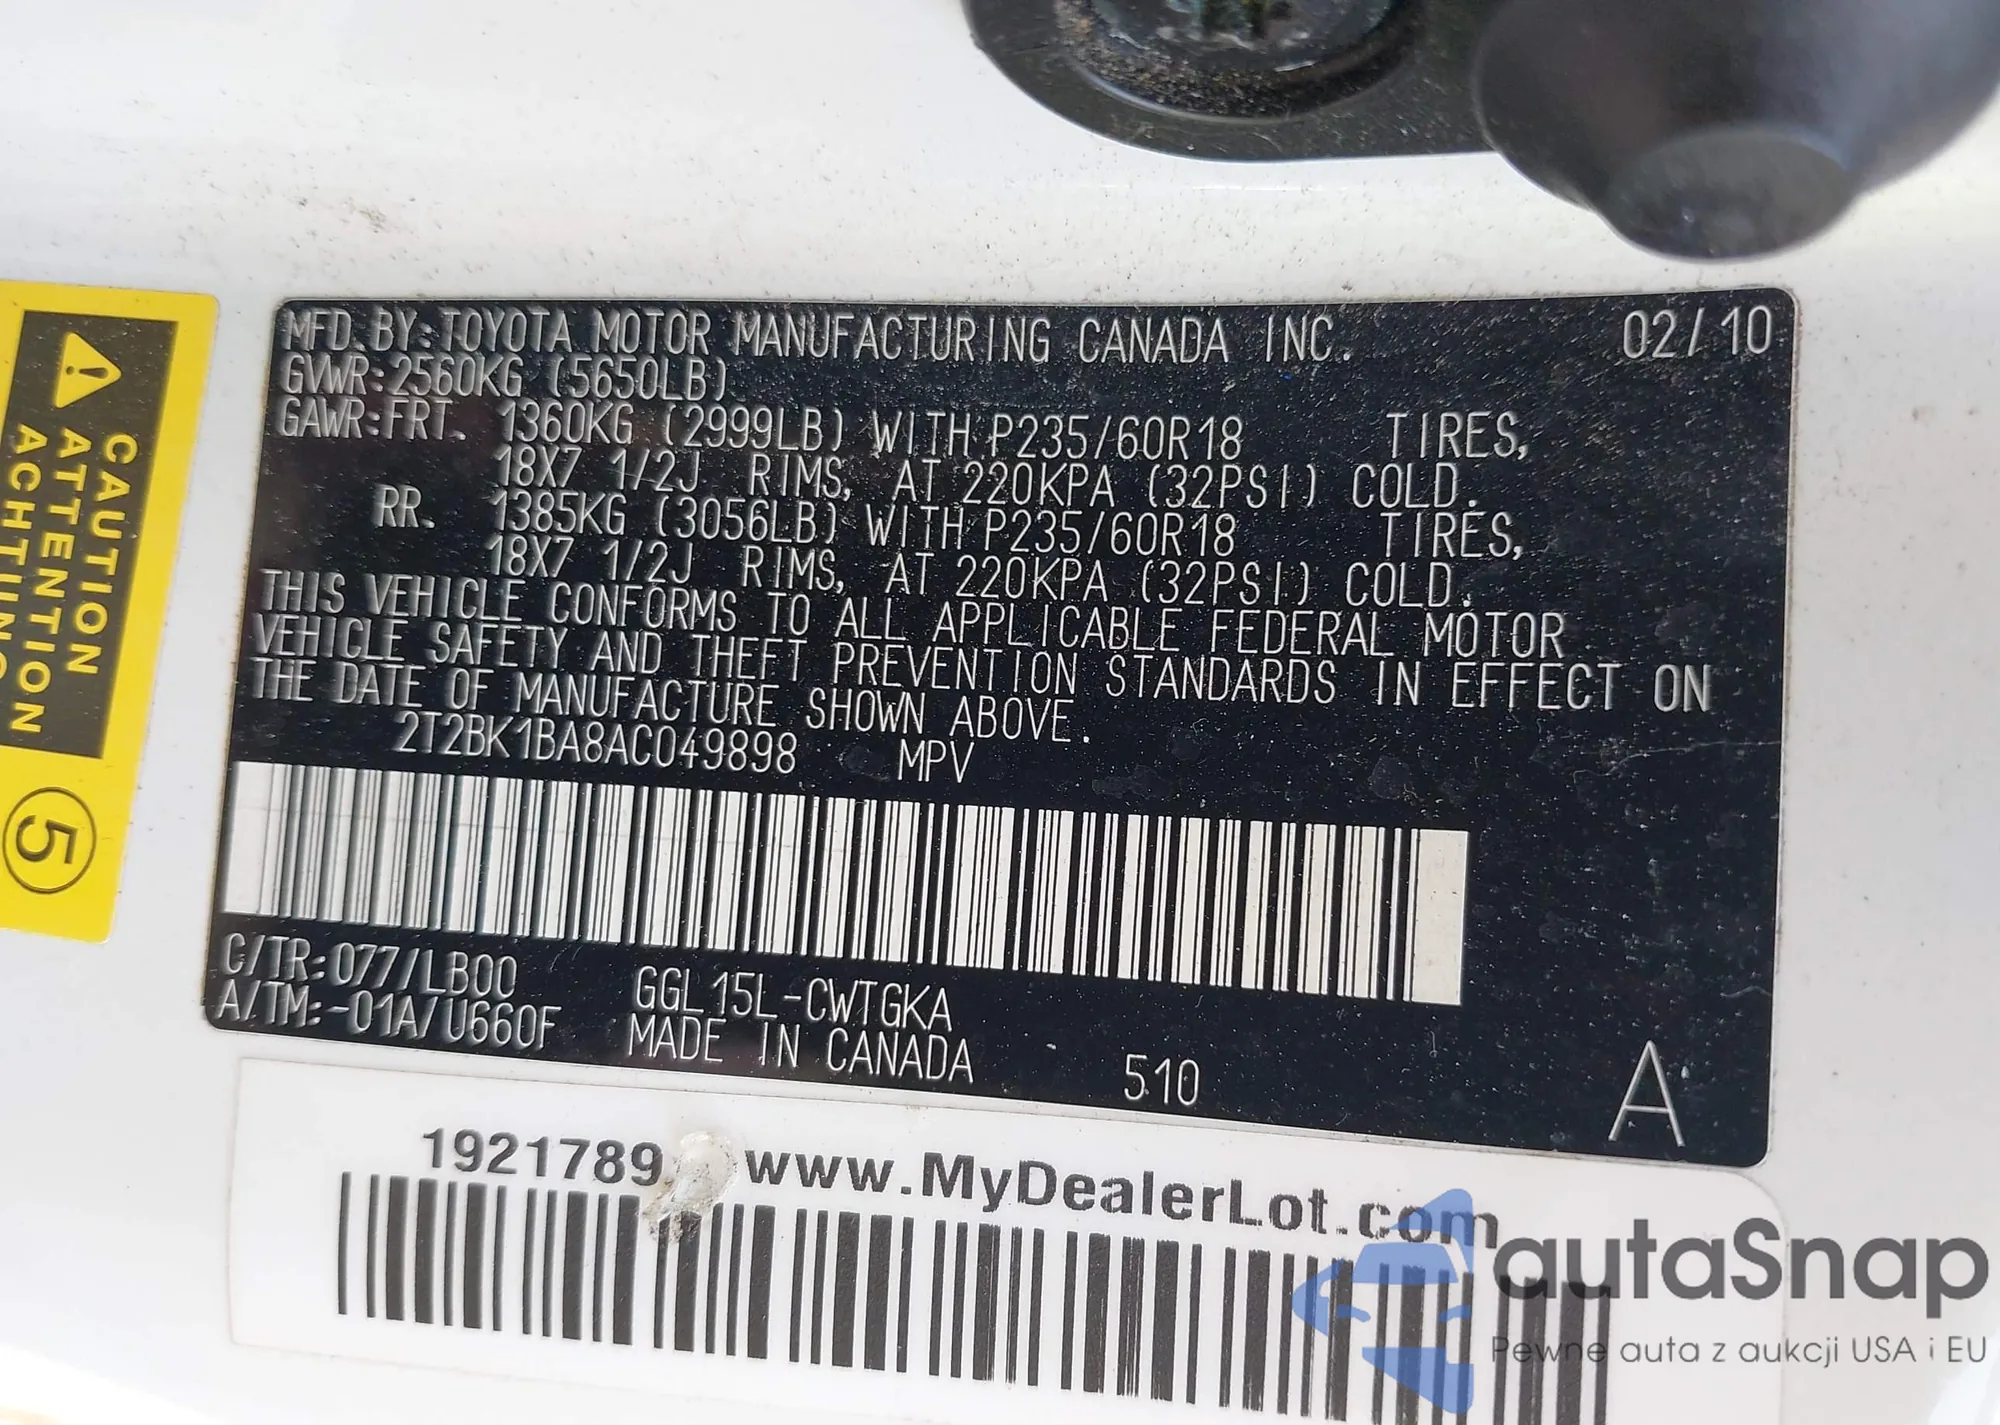 MFD. BY: TOYOTA MOTOR MANUFACTURING CANADA INC. 02/10
GVWR: 2560KG (5650LB)
GAWR: FRT. 1360KG (2999LB) WITH P235/60R18 TIRES,
18X7 1/2J RIMS, AT 220KPA (32PSI) COLD.
RR. 1385KG (3056LB) WITH P235/60R18 TIRES,
18X7 1/2J RIMS, AT 220KPA (32PSI) COLD.
THIS VEHICLE CONFORMS TO ALL APPLICABLE FEDERAL MOTOR
VEHICLE SAFETY AND THEFT PREVENTION STANDARDS IN EFFECT ON
THE DATE OF MANUFACTURE SHOWN ABOVE.
2T2BK1BA8AC049898 MPV
C/TR: 077/LB00 GGL15L-CWTGKA
A/TM: -01A/U660F MADE IN CANADA 510 A
CAUTION
ATTENTION
ACHTUNG
5
1921789 www.MyDealerLot.com
autaSnap
Pewne auta z aukcji USA i EU